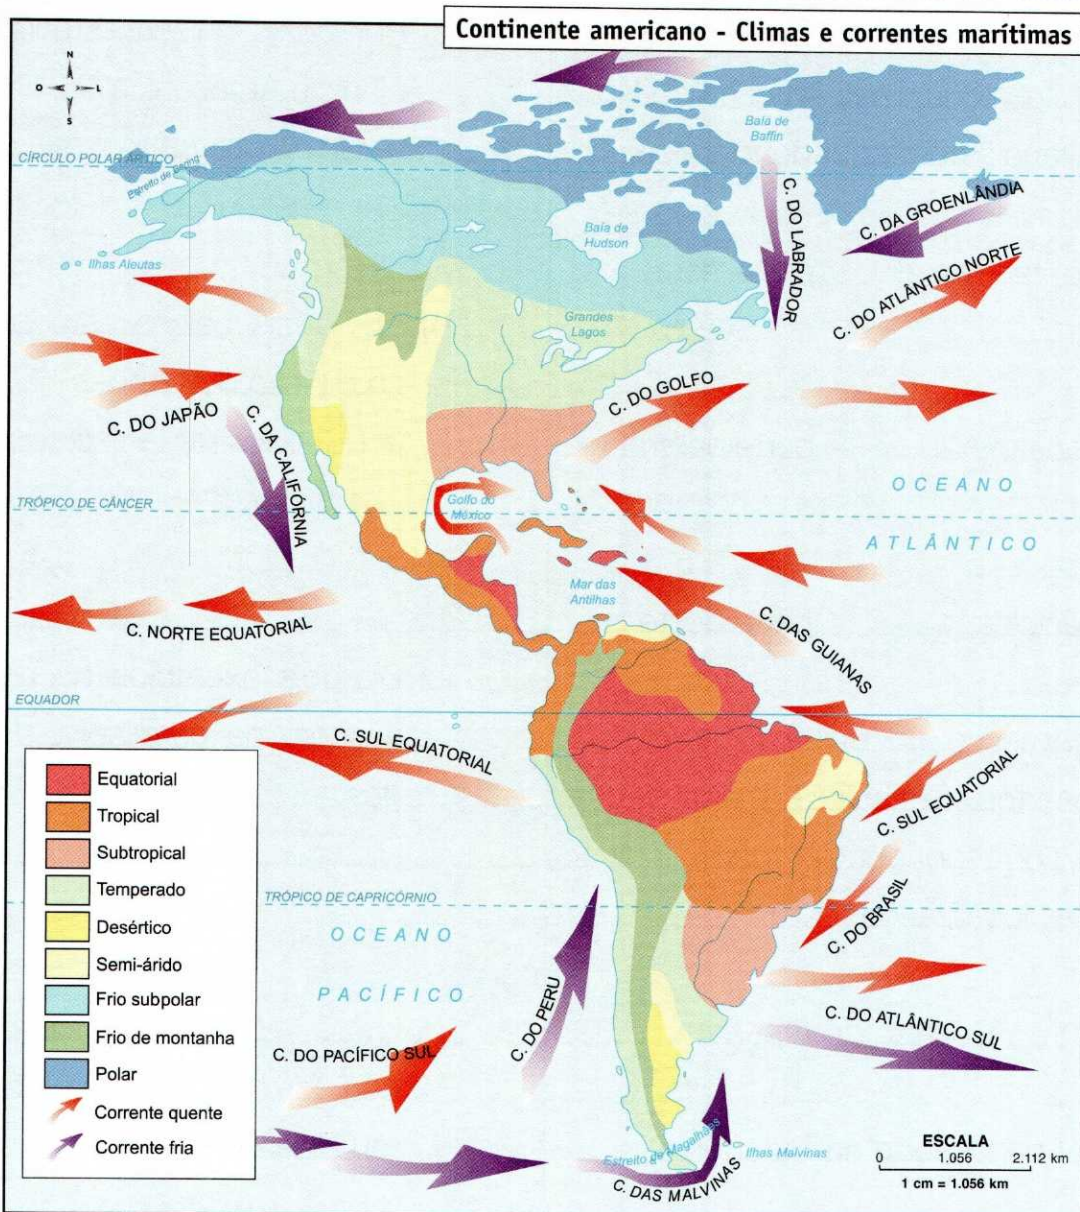 Continente americano - Climas e correntes marítimas
N
O
L
S
Baía de
Baffin
CÍRCULO POLAR ÁRTICO
Estreito de Bering
C. DA GROENLÂNDIA
C. DO LABRADOR
Baía de
Hudson
Ilhas Aleutas
C. DO ATLÂNTICO NORTE
Grandes
Lagos
C. DO GOLFO
C. DO JAPÃO
C. DA CALIFÓRNIA
OCEANO
ATLÂNTICO
TRÓPICO DE CÂNCER
Golfo do
México
Mar das
Antilhas
C. NORTE EQUATORIAL
C. DAS GUIANAS
EQUADOR
C. SUL EQUATORIAL
C. SUL EQUATORIAL
Equatorial
Tropical
Subtropical
Temperado
Desértico
Semi-árido
Frio subpolar
Frio de montanha
Polar
Corrente quente
Corrente fria
TRÓPICO DE CAPRICÓRNIO
C. DO BRASIL
OCEANO
PACÍFICO
C. DO PERU
C. DO ATLÂNTICO SUL
C. DO PACÍFICO SUL
Estreito de Magalhães
Ilhas Malvinas
C. DAS MALVINAS
ESCALA
0 1.056 2.112 km
1 cm = 1.056 km